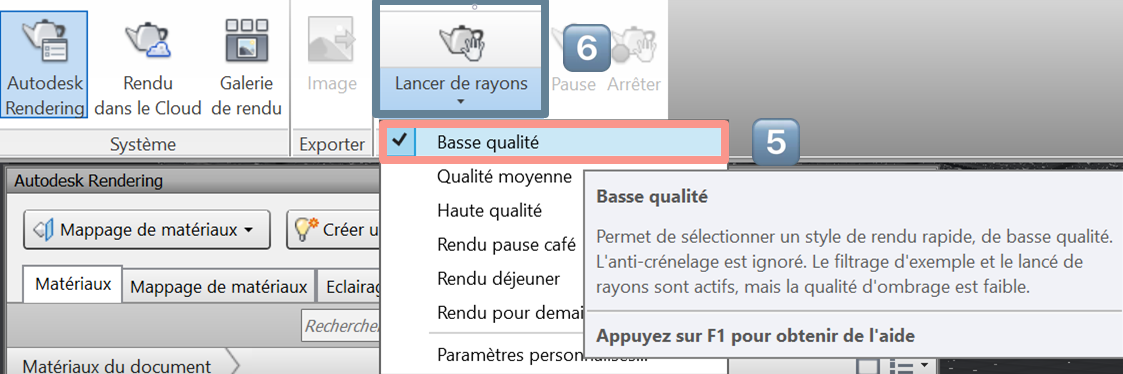 Autodesk
Rendering
Rendu
dans le Cloud
Galerie
de rendu
Système
Image
Exporter
Lancer de rayons
6
Pause
Arrêter
5
Basse qualité
Qualité moyenne
Haute qualité
Rendu pause café
Rendu déjeuner
Rendu pour demai
Paramètres personnalisés...
Basse qualité
Permet de sélectionner un style de rendu rapide, de basse qualité.
L'anti-crénelage est ignoré. Le filtrage d'exemple et le lancé de
rayons sont actifs, mais la qualité d'ombrage est faible.
Appuyez sur F1 pour obtenir de l'aide
Autodesk Rendering
Mappage de matériaux
Créer u
Matériaux
Mappage de matériaux
Eclairag
Rechercher
Matériaux du document